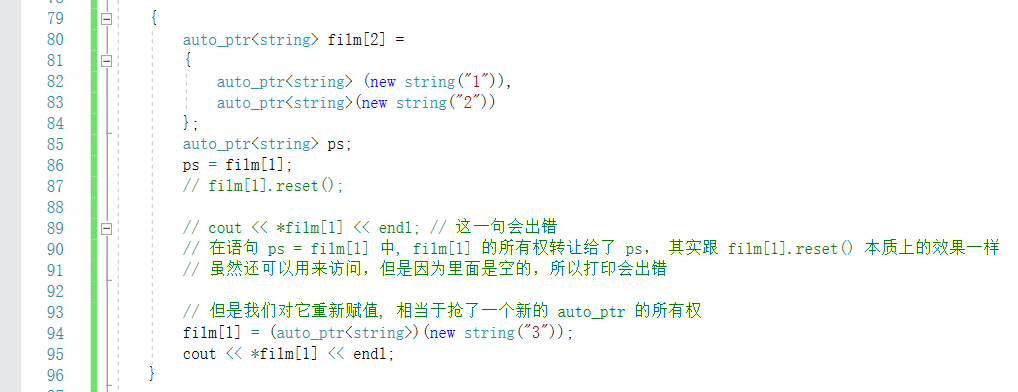 79 {
80 auto_ptr<string> film[2] =
81 {
82 auto_ptr<string> (new string("1")),
83 auto_ptr<string>(new string("2"))
84 };
85 auto_ptr<string> ps;
86 ps = film[1];
87 // film[1].reset();
88
89 // cout << *film[1] << endl; // 这一句会出错
90 // 在语句 ps = film[1] 中, film[1] 的所有权转让给了 ps， 其实跟 film[1].reset() 本质上的效果一样
91 // 虽然还可以用来访问，但是因为里面是空的，所以打印会出错
92
93 // 但是我们对它重新赋值, 相当于抢了一个新的 auto_ptr 的所有权
94 film[1] = (auto_ptr<string>)(new string("3"));
95 cout << *film[1] << endl;
96 }